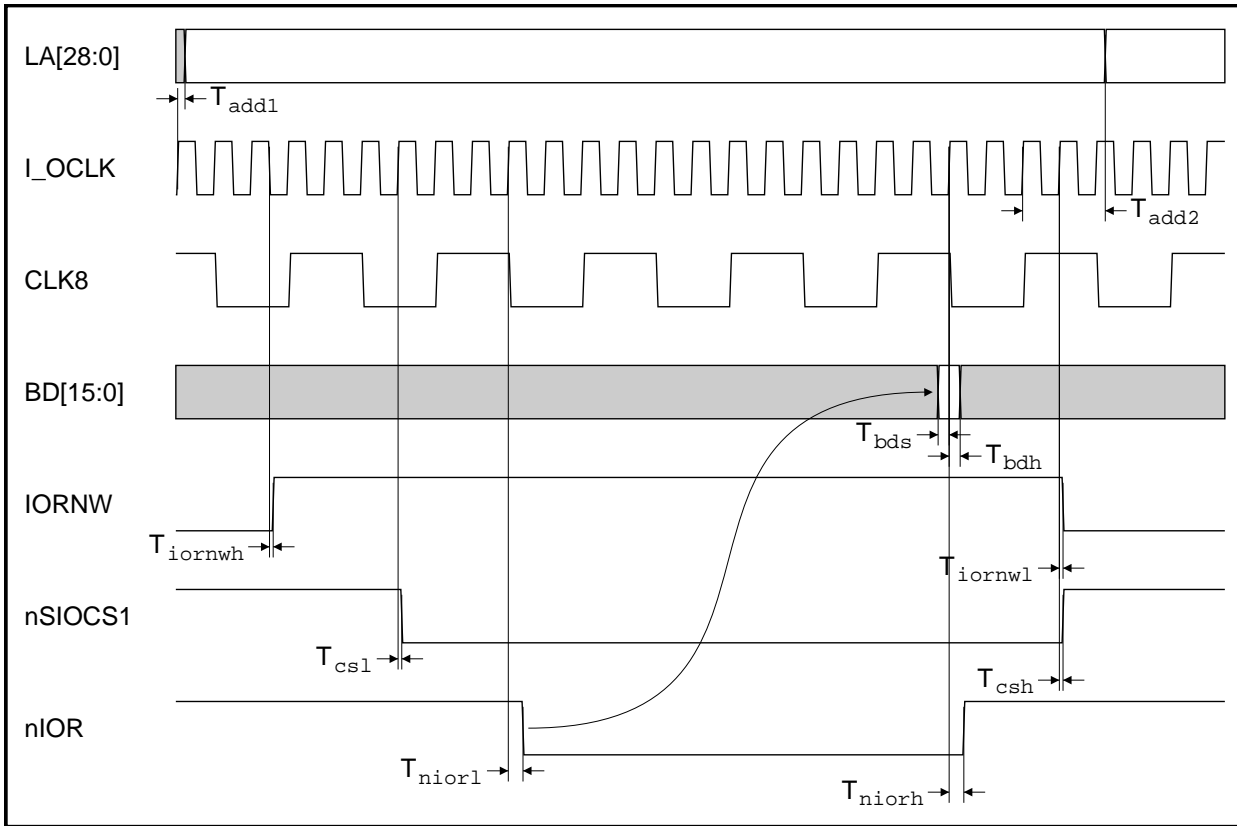 LA[28:0]
Tadd1
I_OCLK
Tadd2
CLK8
BD[15:0]
Tbds
Tbdh
IORNW
Tiornwh
Tiornwl
nSIOCS1
Tcsl
Tcsh
nIOR
Tniorl
Tniorh